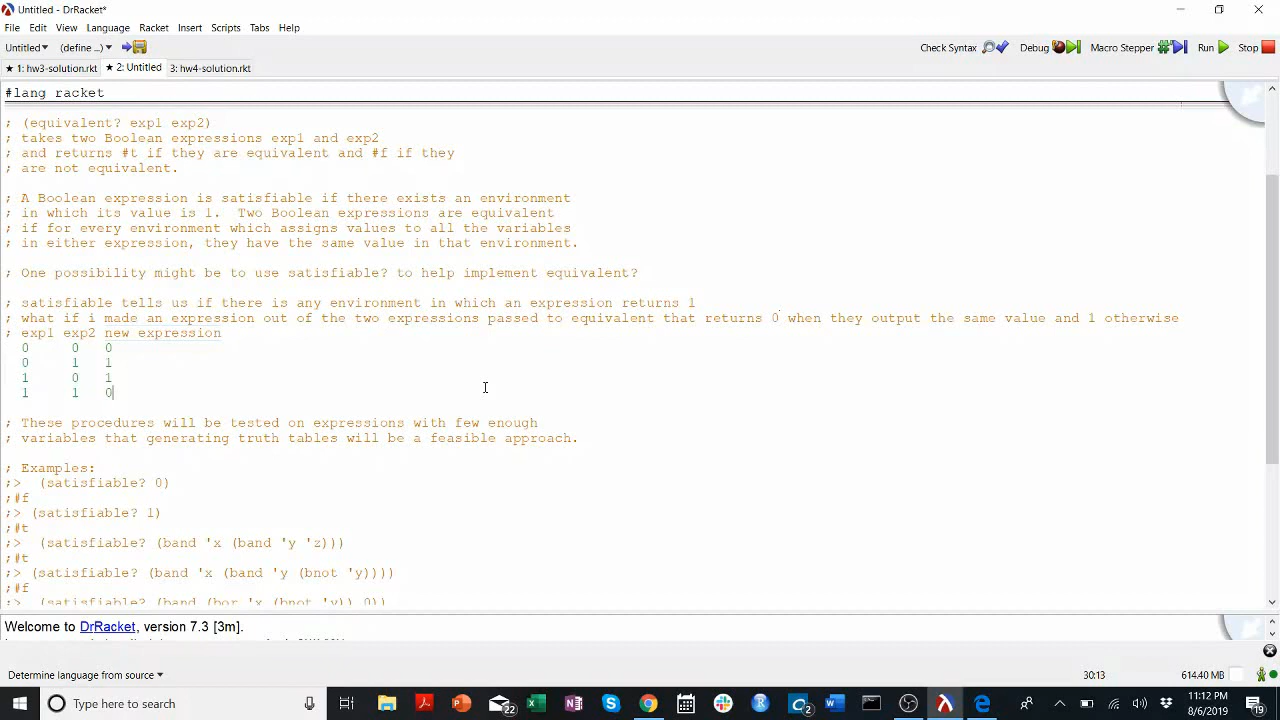 Untitled - DrRacket*
File Edit View Language Racket Insert Scripts Tabs Help
Untitled▾ (define ...)▾ Check Syntax Debug Macro Stepper Run Stop
★ 1: hw3-solution.rkt ★ 2: Untitled 3: hw4-solution.rkt
#lang racket
; (equivalent? exp1 exp2)
; takes two Boolean expressions exp1 and exp2
; and returns #t if they are equivalent and #f if they
; are not equivalent.
; A Boolean expression is satisfiable if there exists an environment
; in which its value is 1. Two Boolean expressions are equivalent
; if for every environment which assigns values to all the variables
; in either expression, they have the same value in that environment.
; One possibility might be to use satisfiable? to help implement equivalent?
; satisfiable tells us if there is any environment in which an expression returns 1
; what if i made an expression out of the two expressions passed to equivalent that returns 0 when they output the same value and 1 otherwise
; exp1 exp2 new expression
0 0 0
0 1 1
1 0 1
1 1 0
; These procedures will be tested on expressions with few enough
; variables that generating truth tables will be a feasible approach.
; Examples:
;> (satisfiable? 0)
;#f
;> (satisfiable? 1)
;#t
;> (satisfiable? (band 'x (band 'y 'z)))
;#t
;> (satisfiable? (band 'x (band 'y (bnot 'y))))
;#f
;> (satisfiable? (band (bor 'x (bnot 'y)) 0))
Welcome to DrRacket, version 7.3 [3m].
Determine language from source▾ 30:13 614.40 MB
Type here to search 22 2 11:12 PM
8/6/2019 19